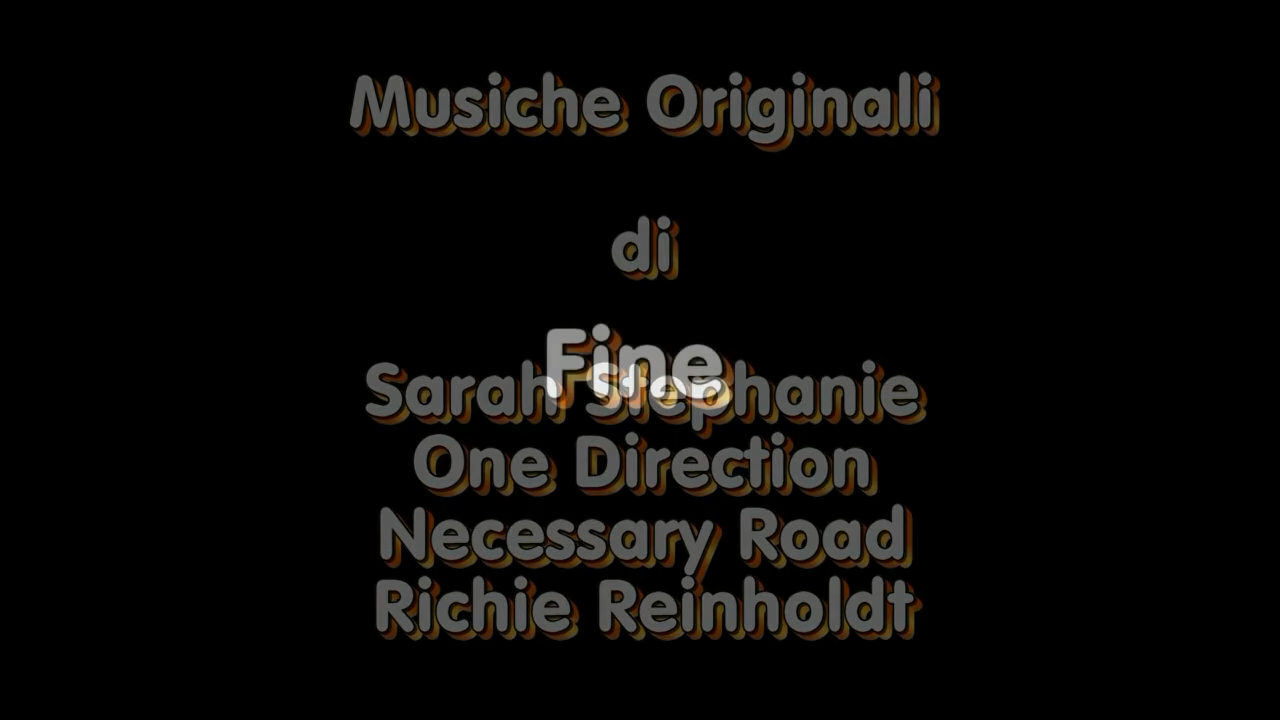 Musiche Originali
di
Fine
Sarah Stephanie
One Direction
Necessary Road
Richie Reinholdt